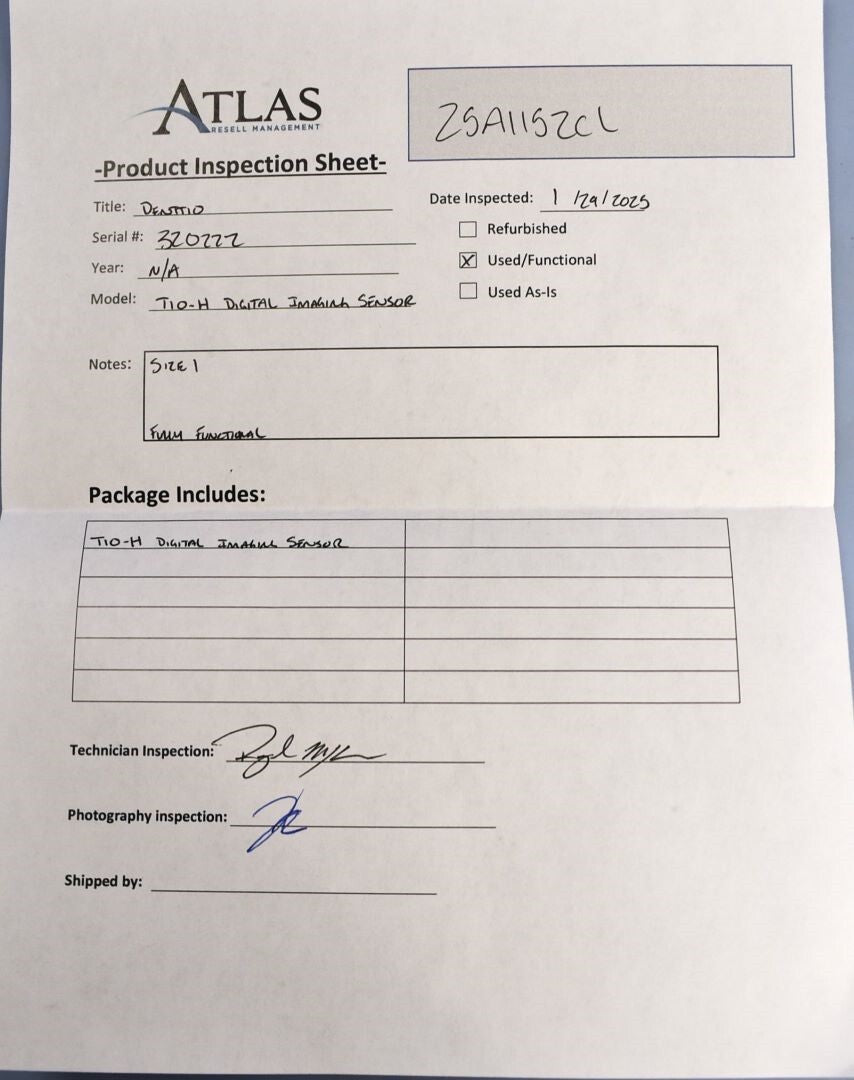 ATLAS
RESELL MANAGEMENT
25A1152CL
-Product Inspection Sheet-
Title: DENTTIO
Date Inspected: 1/29/2025
Serial #: 320222
Refurbished
Year: N/A
X Used/Functional
Model: TIO-H DIGITAL IMAGING SENSOR
Used As-Is
Notes: SIZE 1
FULLY FUNCTIONAL
Package Includes:
TIO-H DIGITAL IMAGING SENSOR
Technician Inspection:
Photography inspection:
Shipped by: